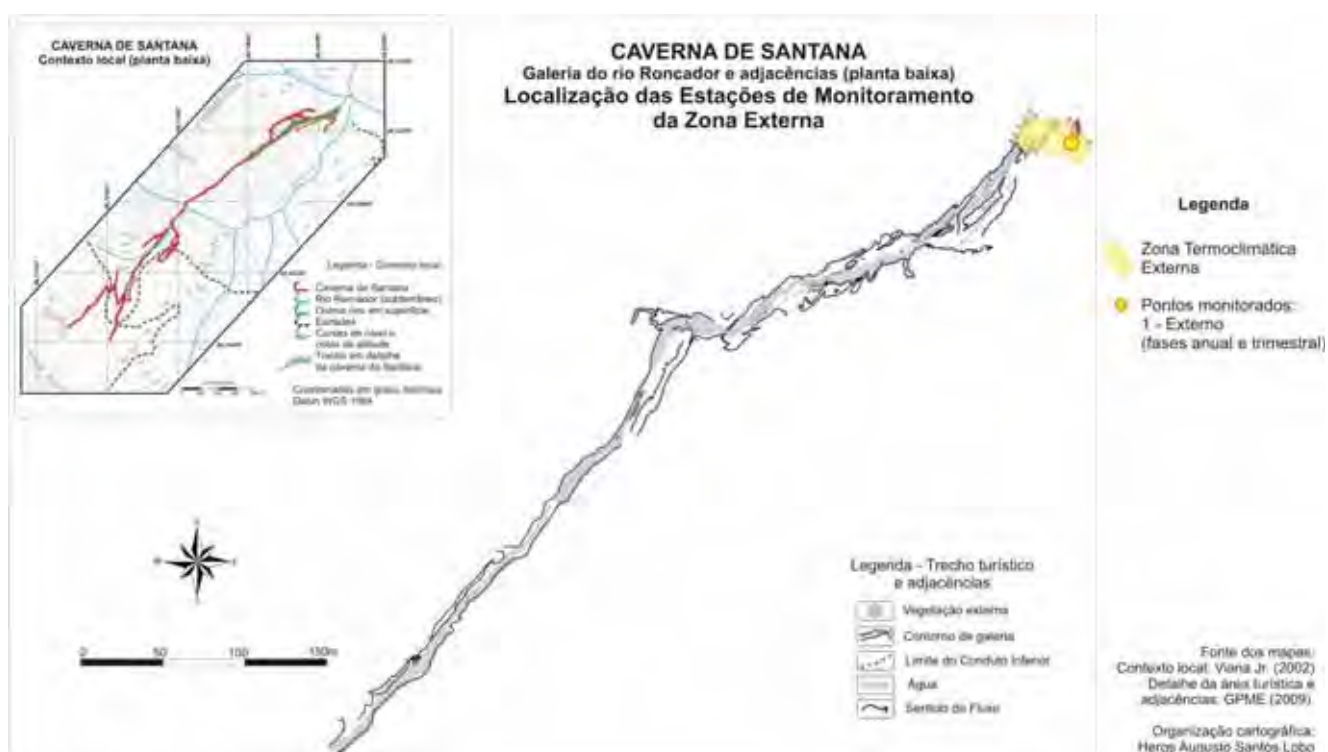 CAVERNA DE SANTANA
Contexto local (planta baixa)
Legenda - Contexto local
Caverna de Santana
Rio Roncador (subterrâneo)
Outros rios em superfície
Estradas
Curvas de nível e
cotas de altitude
Trecho em detalhe
da caverna de Santana
Coordenadas em graus decimais
Datum WGS 1984
CAVERNA DE SANTANA
Galeria do rio Roncador e adjacências (planta baixa)
Localização das Estações de Monitoramento
da Zona Externa
1
Legenda
Zona Termoclimática
Externa
Pontos monitorados:
1 - Externo
(fases anual e trimestral)
0 50 100 150m
Legenda - Trecho turístico
e adjacências
Vegetação externa
Contorno de galeria
Limite do Conduto Inferior
Água
Sentido do Fluxo
Fonte dos mapas:
Contexto local: Viana Jr. (2002)
Detalhe da área turística e
adjacências: GPME (2009).
Organização cartográfica:
Heros Augusto Santos Lobo